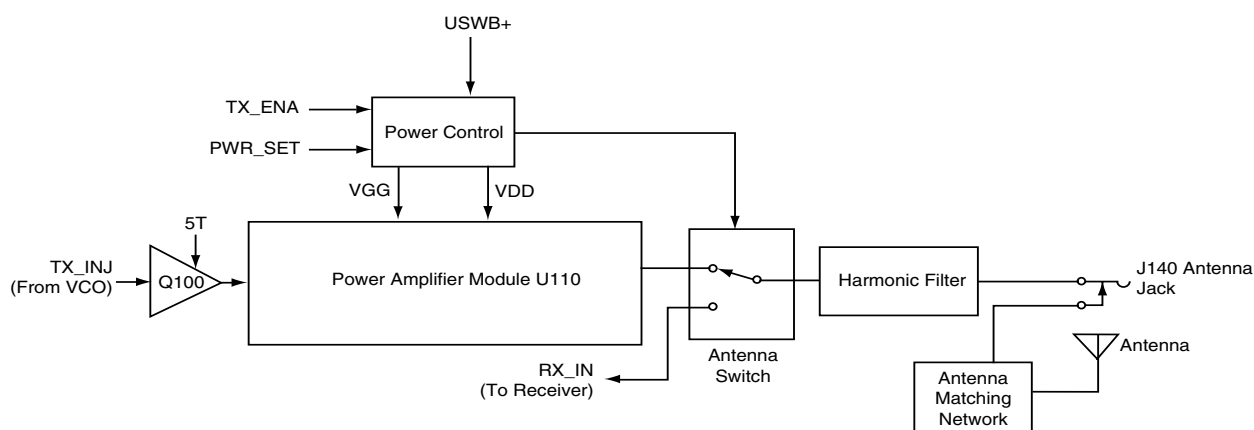 USWB+
TX_ENA
Power Control
PWR_SET
VGG
VDD
5T
TX_INJ
(From VCO)
Q100
Power Amplifier Module U110
Harmonic Filter
J140 Antenna
Jack
Antenna
Switch
RX_IN
(To Receiver)
Antenna
Antenna
Matching
Network